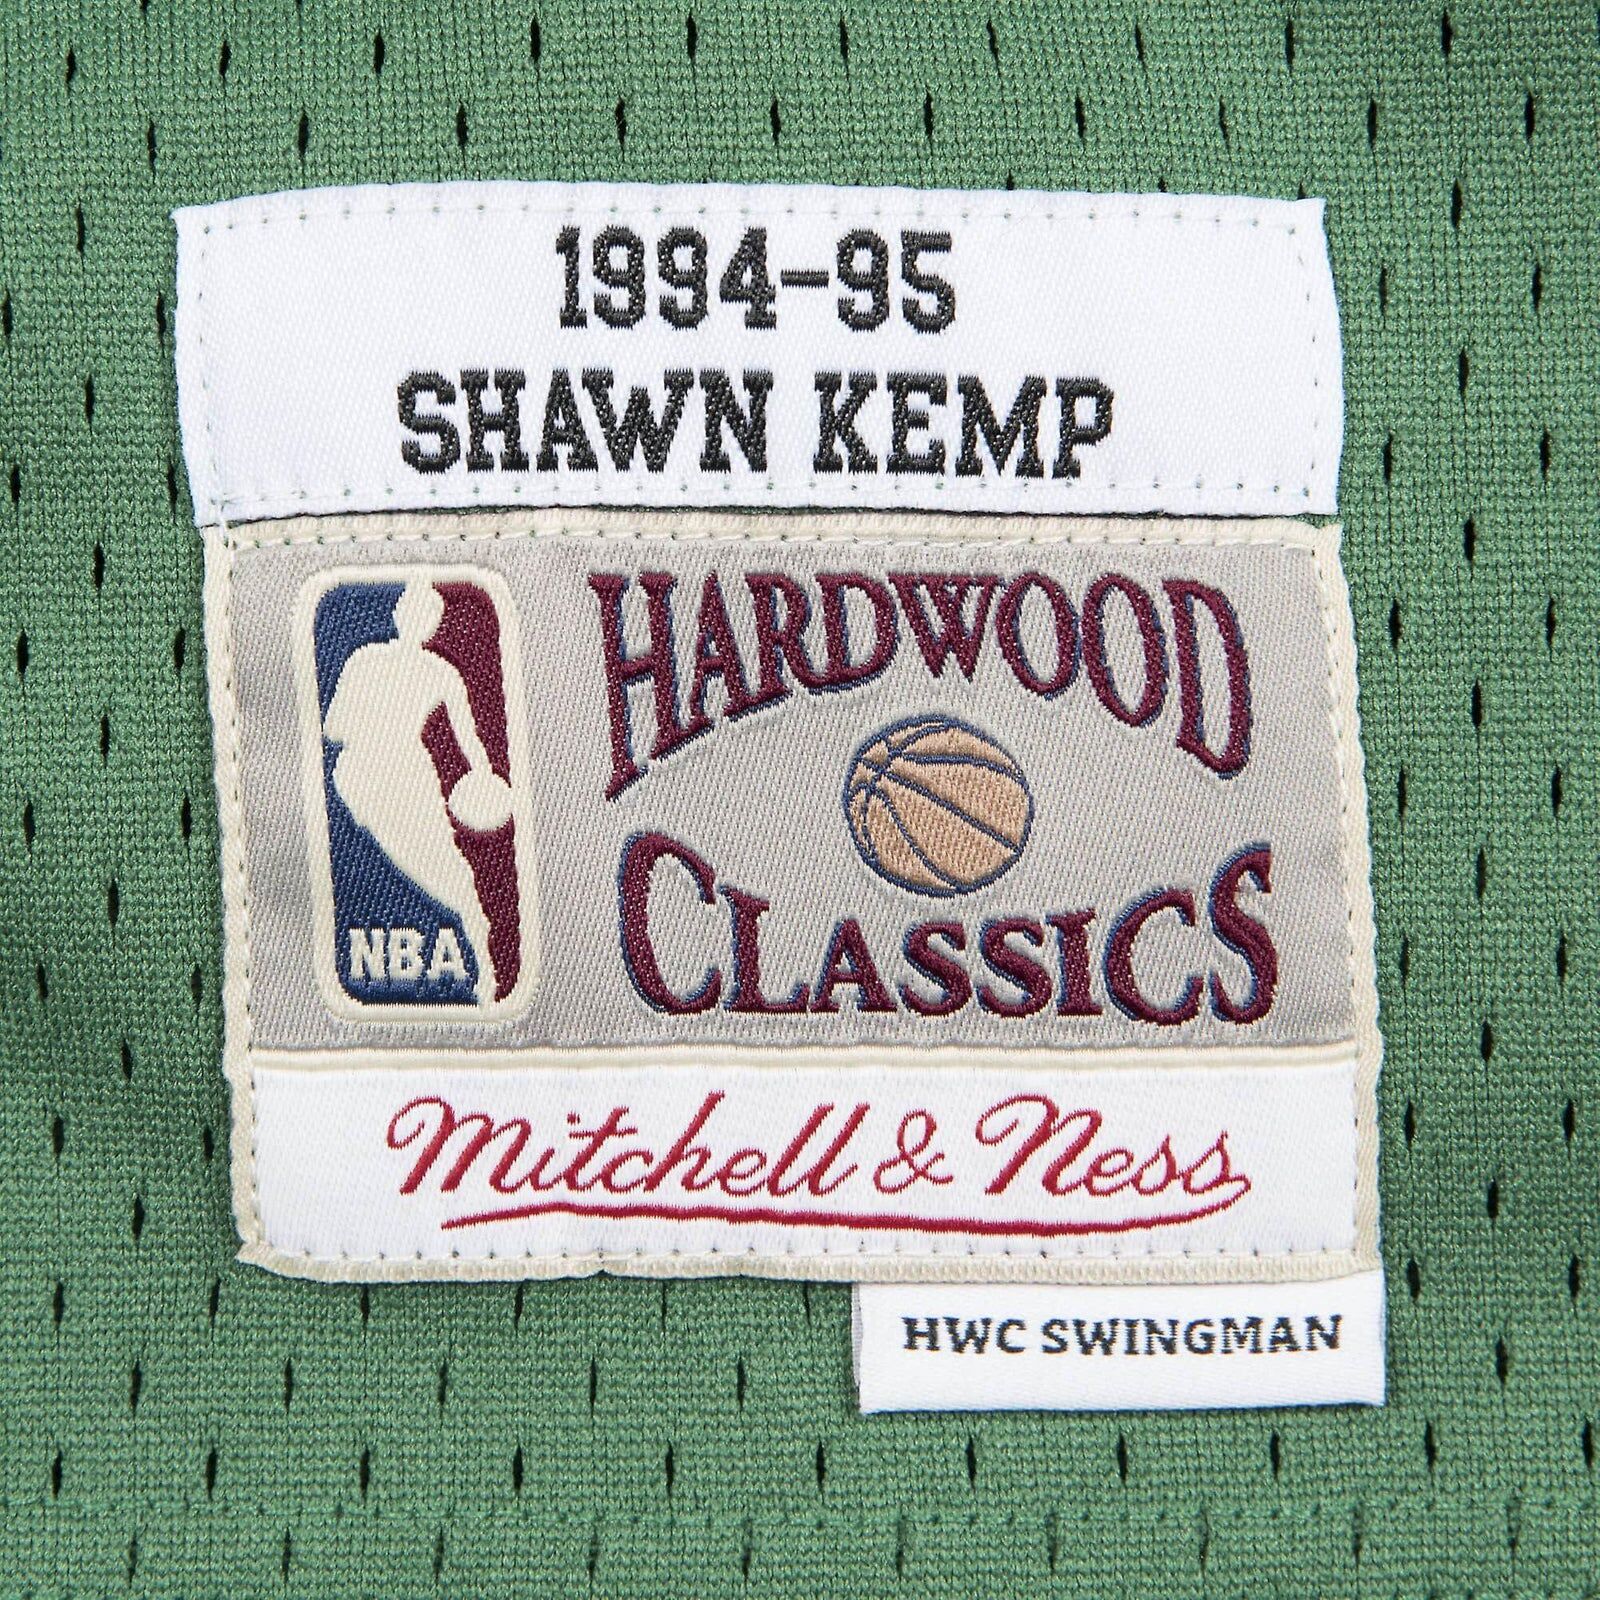 1994-95
SHAWN KEMP
HARDWOOD
CLASSICS
NBA
Mitchell & Ness
HWC SWINGMAN